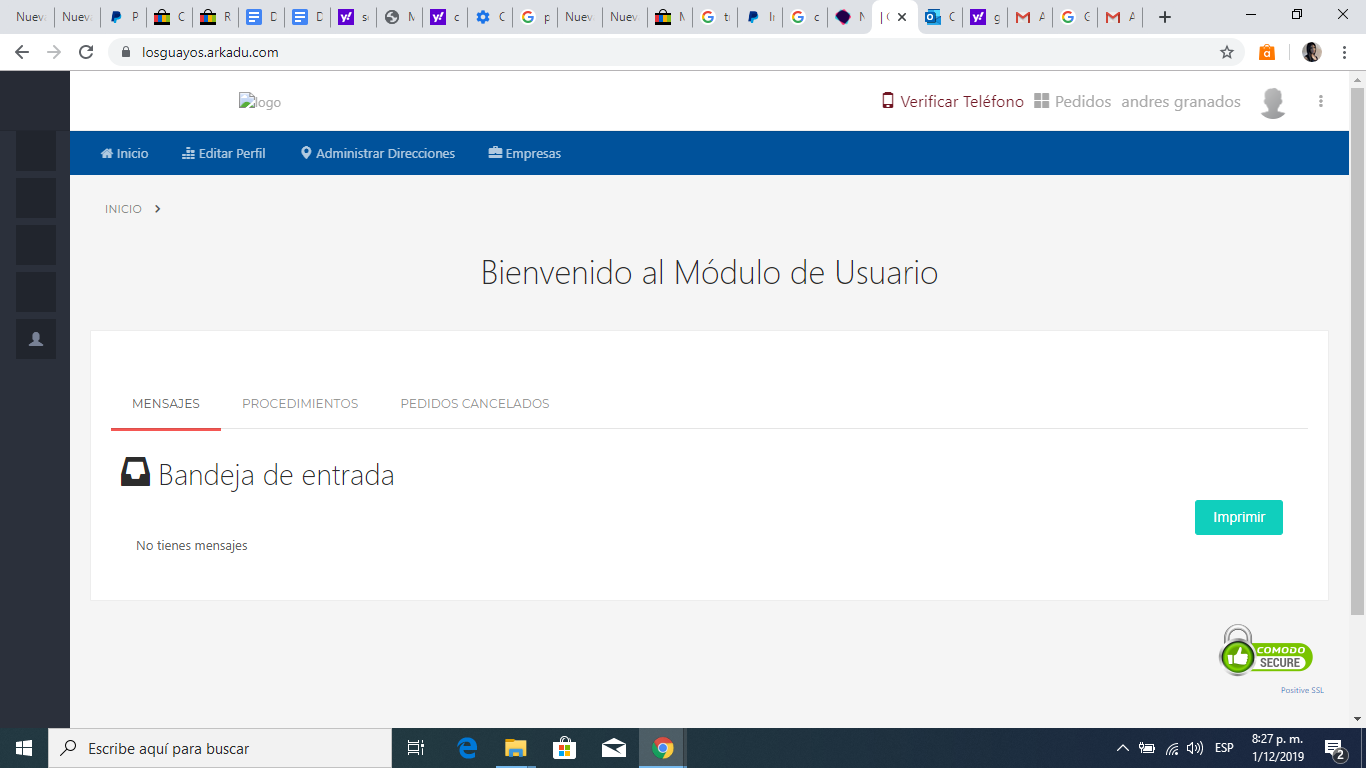 Nuev
Nuev
P
C
R
D
D
s
M
c
C
p
Nuev
Nuev
M
tr
Ir
c
N
| C
C
g
A
G
A
losguayos.arkadu.com
logo
Verificar Teléfono
Pedidos
andres granados
Inicio
Editar Perfil
Administrar Direcciones
Empresas
INICIO
Bienvenido al Módulo de Usuario
MENSAJES
PROCEDIMIENTOS
PEDIDOS CANCELADOS
Bandeja de entrada
Imprimir
No tienes mensajes
COMODO
SECURE
Positive SSL
Escribe aquí para buscar
ESP
8:27 p. m.
1/12/2019
2